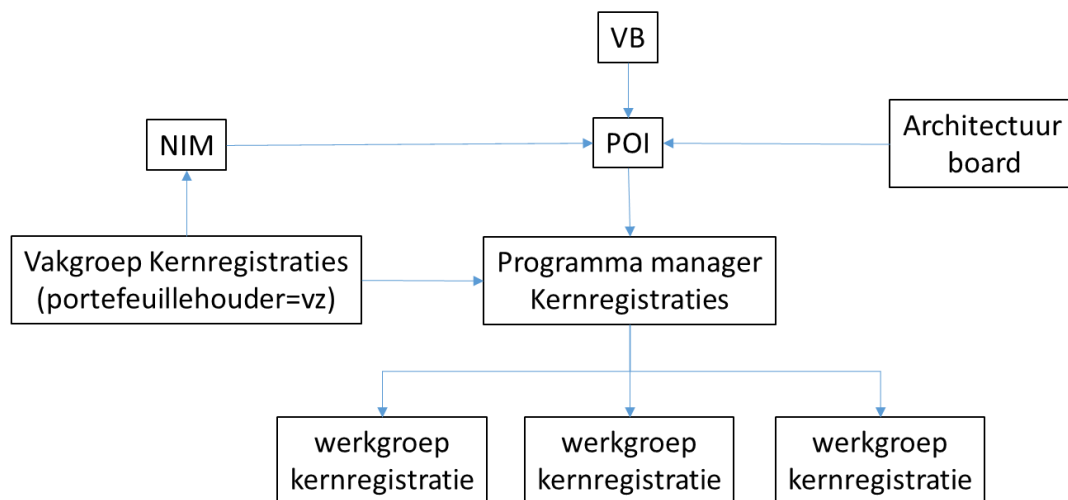 VB
NIM
POI
Architectuur
board
Vakgroep Kernregistraties
(portefeuillehouder=vz)
Programma manager
Kernregistraties
werkgroep
kernregistratie
werkgroep
kernregistratie
werkgroep
kernregistratie